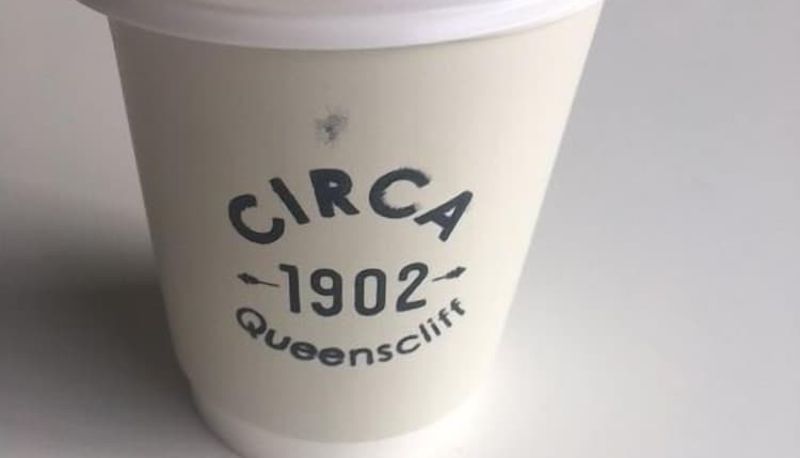 CIRCA
1902
Queenscliff